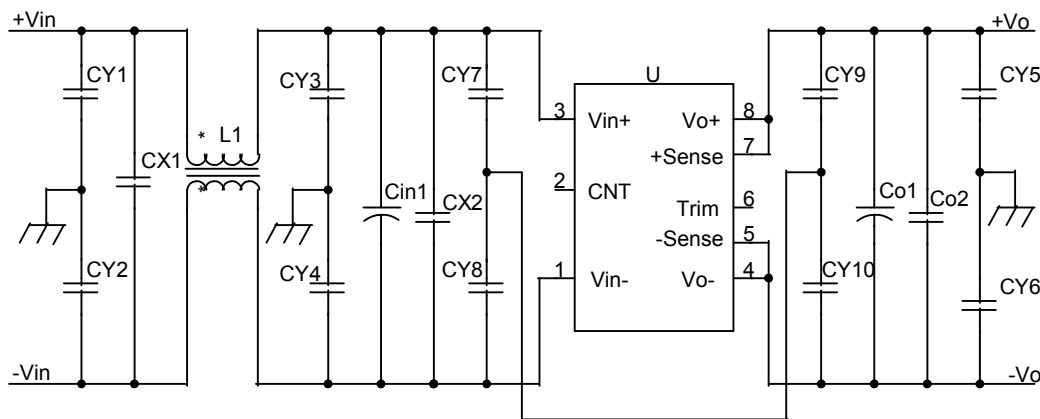 +Vin
+Vo
CY1
CY3
CY7
U
CY9
CY5
3
Vin+
Vo+
8
* L1
+Sense
7
CX1
*
2
CNT
Cin1
CX2
Trim
6
Co1
Co2
-Sense
5
CY2
CY4
CY8
1
Vin-
Vo-
4
CY10
CY6
-Vin
-Vo